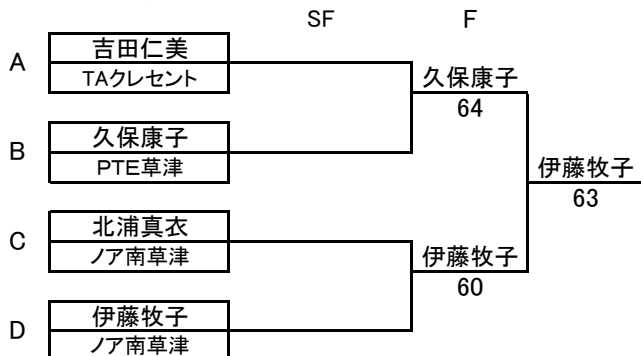 SF
F
A
吉田仁美
TAクレセント
久保康子
64
B
久保康子
PTE草津
伊藤牧子
63
C
北浦真衣
ノア南草津
伊藤牧子
60
D
伊藤牧子
ノア南草津